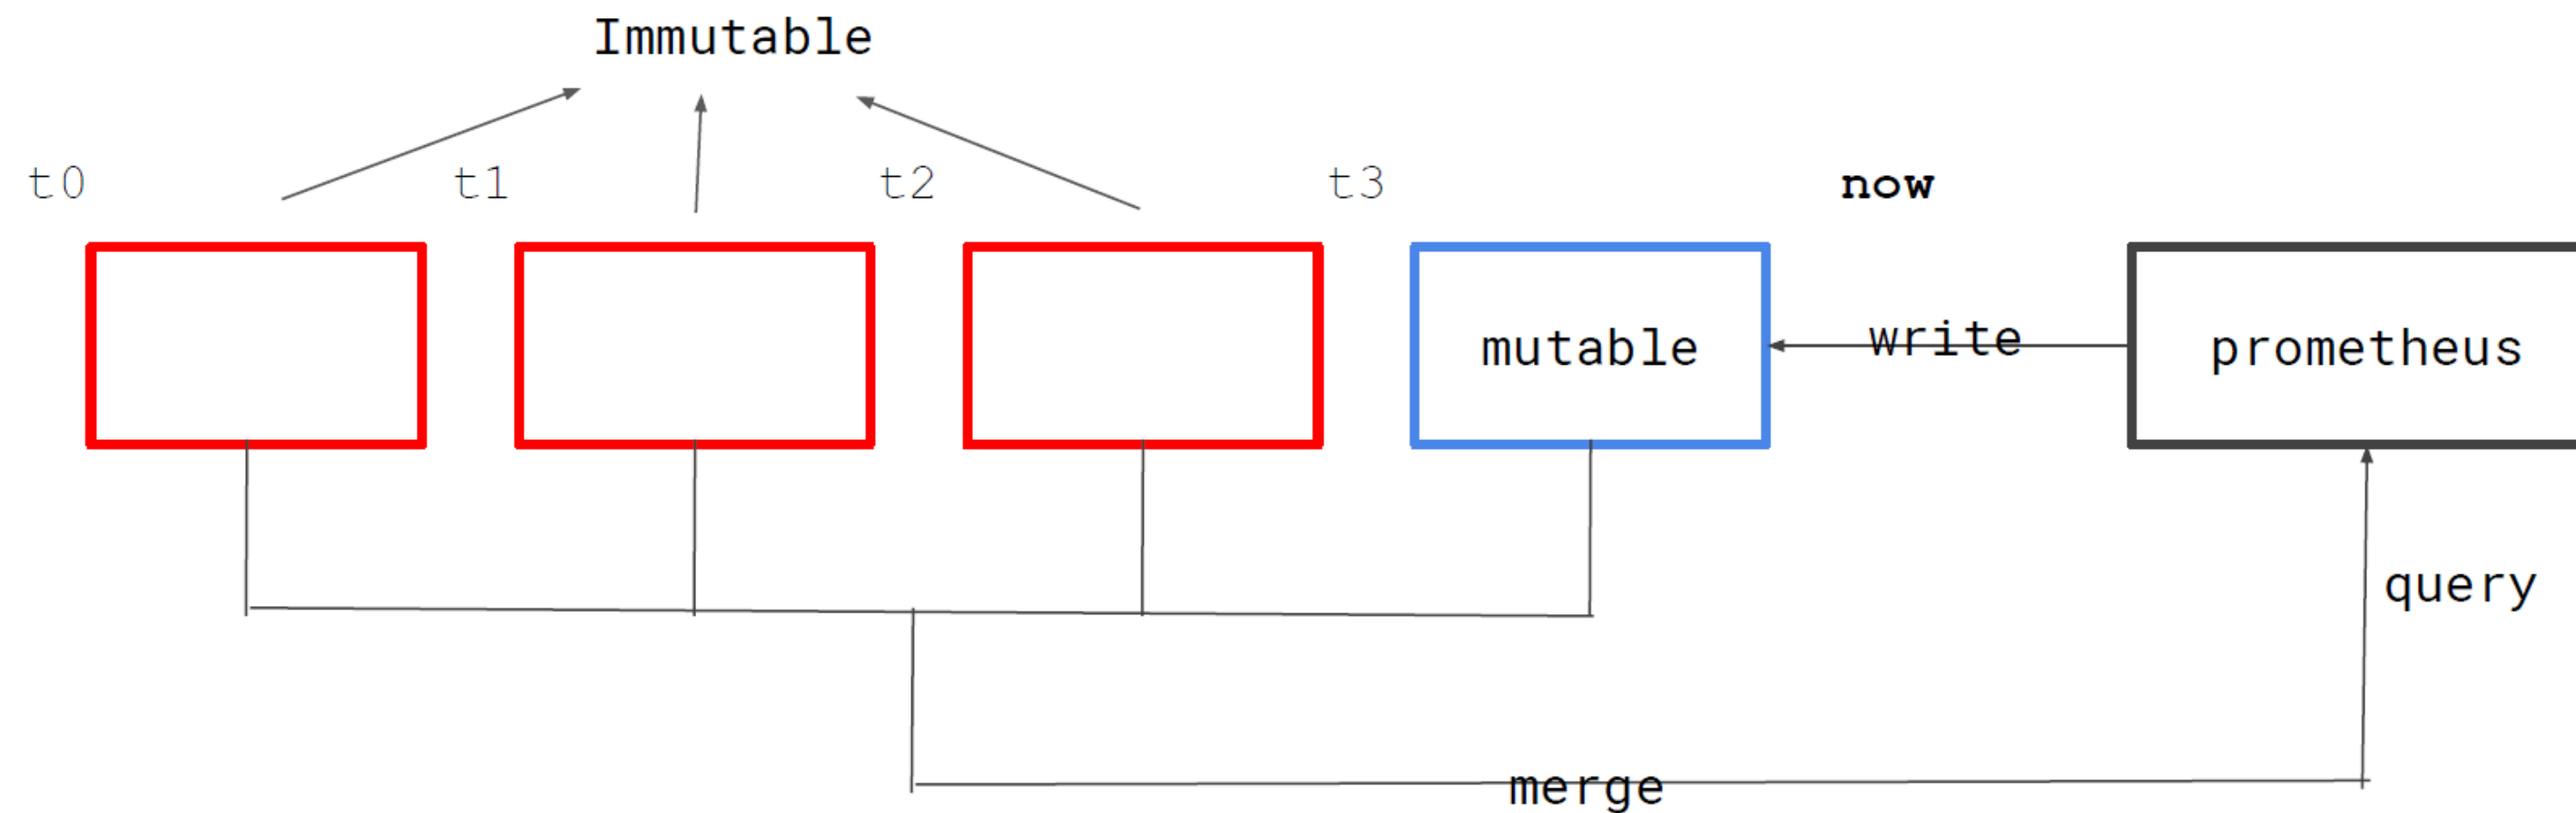 Immutable
t0
t1
t2
t3
now
mutable
write
prometheus
query
merge